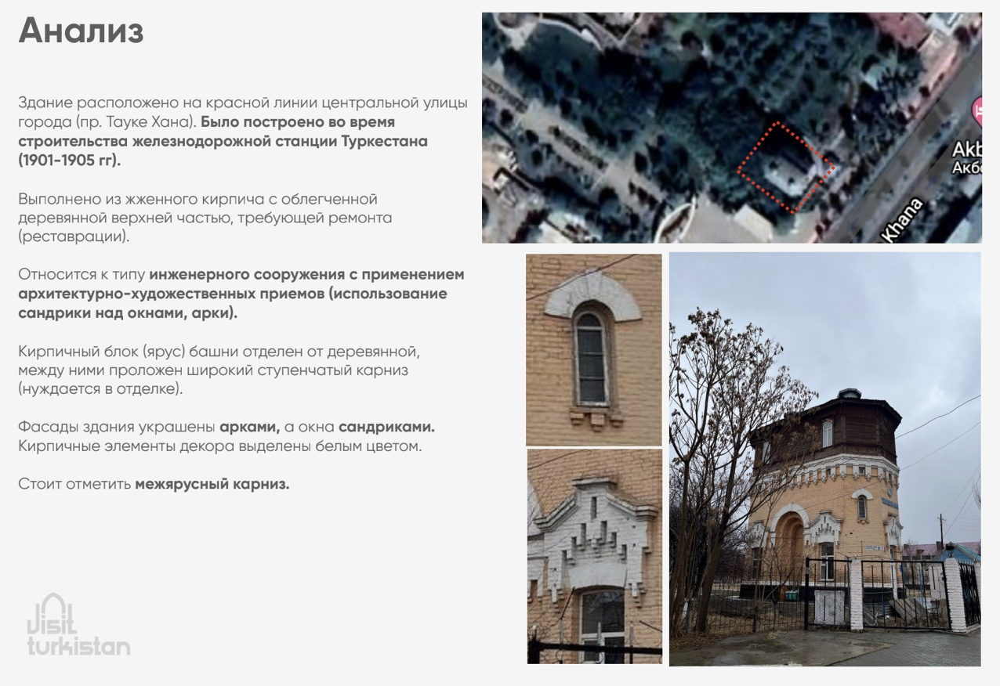 Анализ
Здание расположено на красной линии центральной улицы
города (пр. Тауке Хана). Было построено во время
строительства железнодорожной станции Туркестана
(1901-1905 гг).
Выполнено из жженного кирпича с облегченной
деревянной верхней частью, требующей ремонта
(реставрации).
Относится к типу инженерного сооружения с применением
архитектурно-художественных приемов (использование
сандрики над окнами, арки).
Кирпичный блок (ярус) башни отделен от деревянной,
между ними проложен широкий ступенчатый карниз
(нуждается в отделке).
Фасады здания украшены арками, а окна сандриками.
Кирпичные элементы декора выделены белым цветом.
Стоит отметить межярусный карниз.
visit
turkistan
Akb
Акбо
Khana